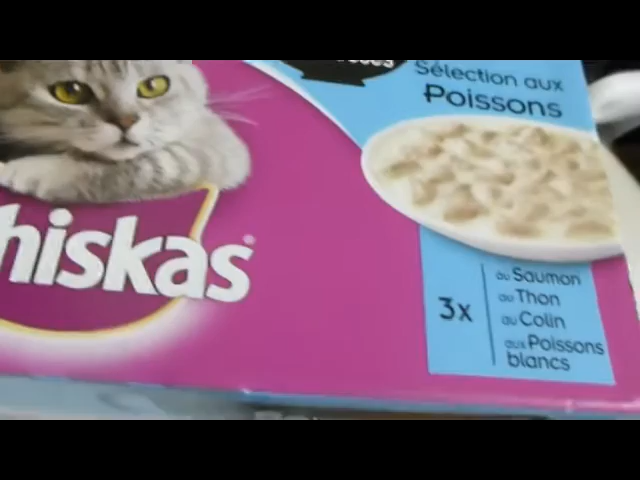 Sélection aux
Poissons
hiskas®
3x
au Saumon
au Thon
au Colin
aux Poissons
blancs